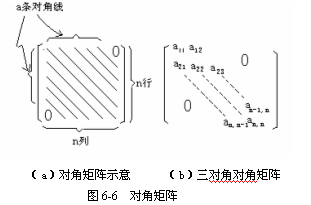 a条对角线
0
n行
0
n列
a₁₁ a₁₂
a₂₁ a₂₂ a₂₃
0
0
aₙ₋₁,ₙ
aₙ,ₙ₋₁ aₙ,ₙ
(a)对角矩阵示意 (b)三对角对角矩阵
图6-6 对角矩阵